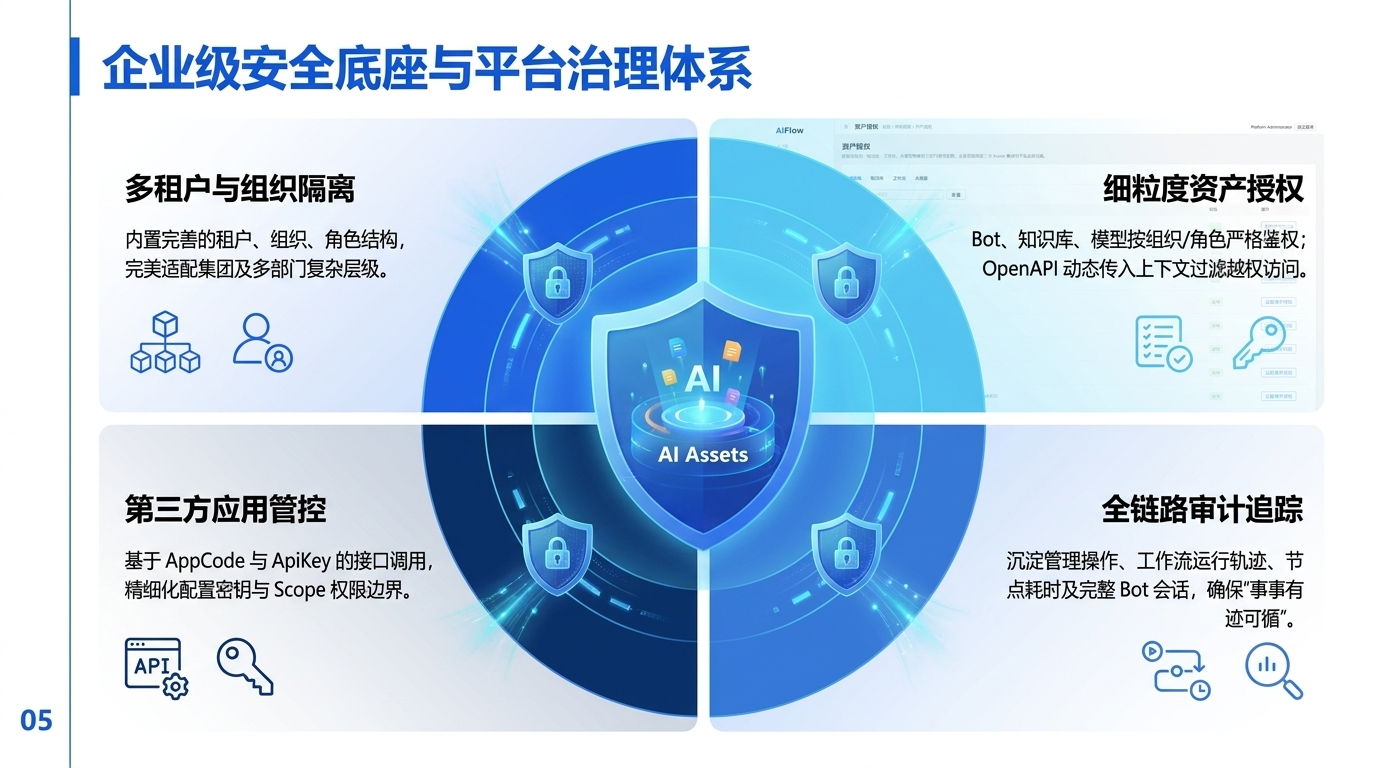 企业级安全底座与平台治理体系
多租户与组织隔离
内置完善的租户、组织、角色结构，
完美适配集团及多部门复杂层级。
AIFlow
Platform Administrator
细粒度资产授权
Bot、知识库、模型按组织/角色严格鉴权；
OpenAPI 动态传入上下文过滤越权访问。
AI
AI Assets
第三方应用管控
基于 AppCode 与 ApiKey 的接口调用，
精细化配置密钥与 Scope 权限边界。
API
全链路审计追踪
沉淀管理操作、工作流运行轨迹、节
点耗时及完整 Bot 会话，确保"事事有
迹可循"。
05